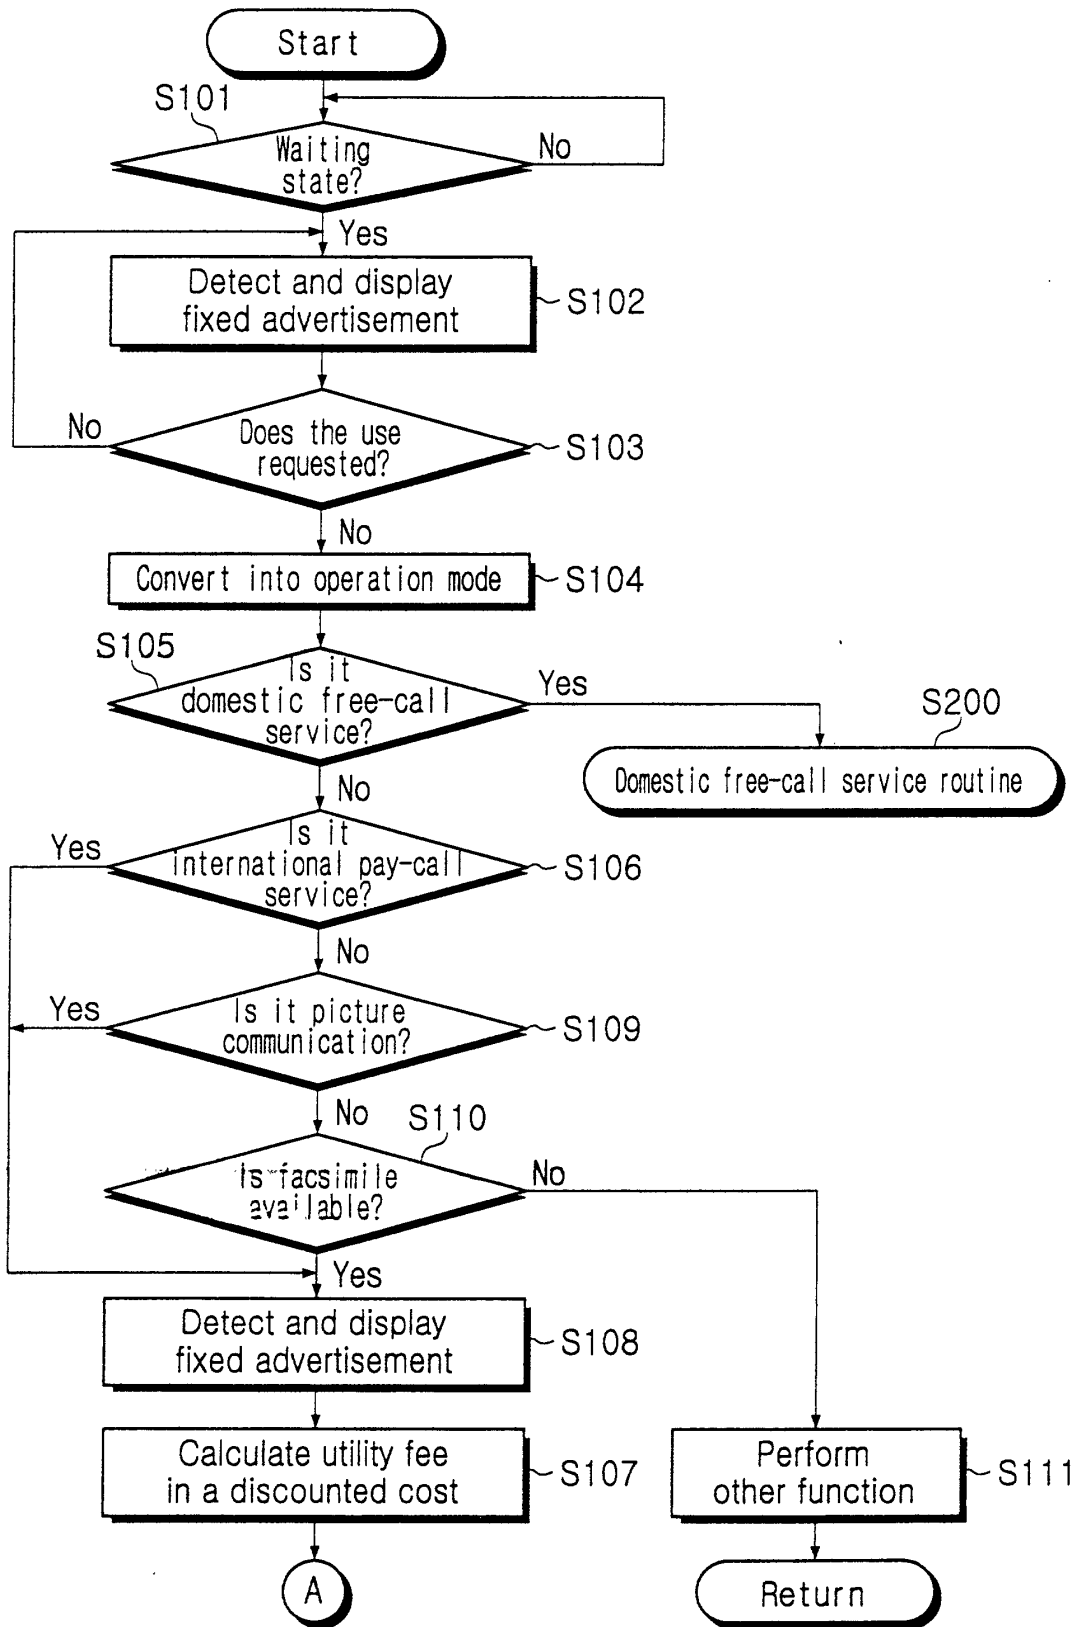 Start
S101
Waiting
state?
No
Yes
Detect and display
fixed advertisement
S102
No
Does the use
requested?
S103
No
Convert into operation mode
S104
S105
Is it
domestic free-call
service?
Yes
S200
Domestic free-call service routine
No
Yes
Is it
international pay-call
service?
S106
No
Yes
Is it picture
communication?
S109
No
S110
Is facsimile
available?
No
Yes
Detect and display
fixed advertisement
S108
Calculate utility fee
in a discounted cost
S107
Perform
other function
S111
A
Return